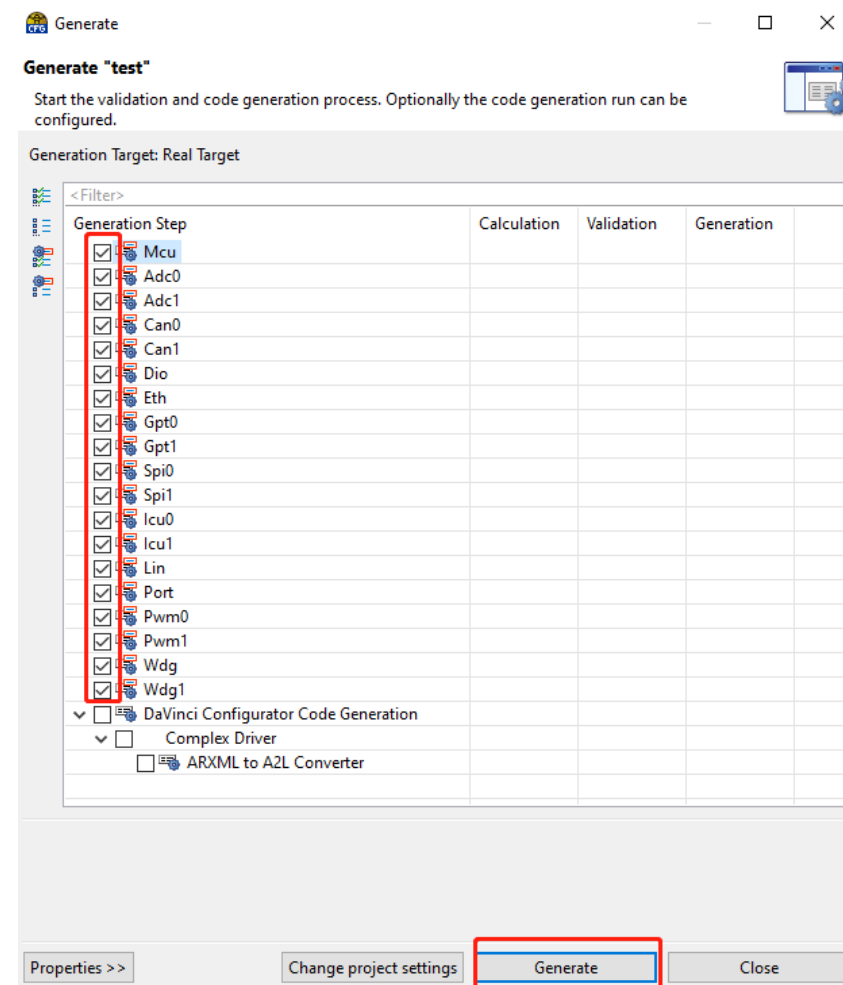 CFG Generate
Generate "test"
Start the validation and code generation process. Optionally the code generation run can be
configured.
Generation Target: Real Target
<Filter>
Generation Step Calculation Validation Generation
Mcu
Adc0
Adc1
Can0
Can1
Dio
Eth
Gpt0
Gpt1
Spi0
Spi1
Icu0
Icu1
Lin
Port
Pwm0
Pwm1
Wdg
Wdg1
DaVinci Configurator Code Generation
Complex Driver
ARXML to A2L Converter
Properties >> Change project settings Generate Close